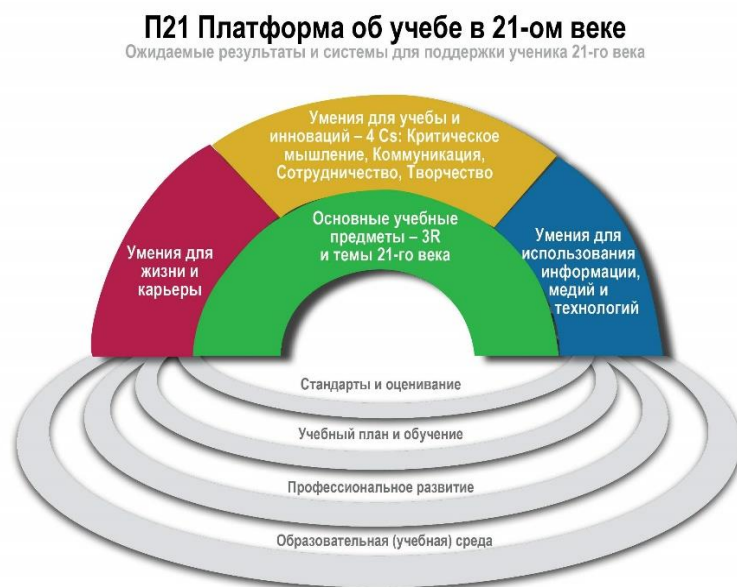 П21 Платформа об учебе в 21-ом веке
Ожидаемые результаты и системы для поддержки ученика 21-го века
Умения для учебы и
инноваций – 4 Cs: Критическое
мышление, Коммуникация,
Сотрудничество, Творчество
Основные учебные
предметы – 3R
и темы 21-го века
Умения для
жизни и
карьеры
Умения для
использования
информации,
медий и
технологий
Стандарты и оценивание
Учебный план и обучение
Профессиональное развитие
Образовательная (учебная) среда